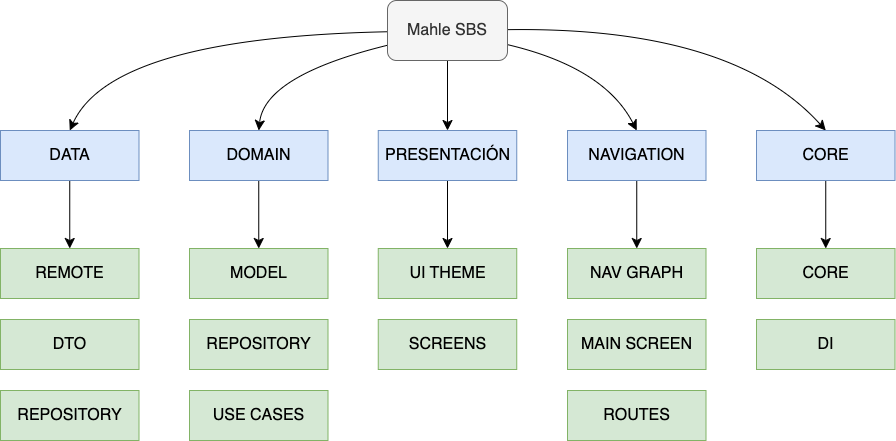 Mahle SBS
DATA
DOMAIN
PRESENTACIÓN
NAVIGATION
CORE
REMOTE
MODEL
UI THEME
NAV GRAPH
CORE
DTO
REPOSITORY
SCREENS
MAIN SCREEN
DI
REPOSITORY
USE CASES
ROUTES